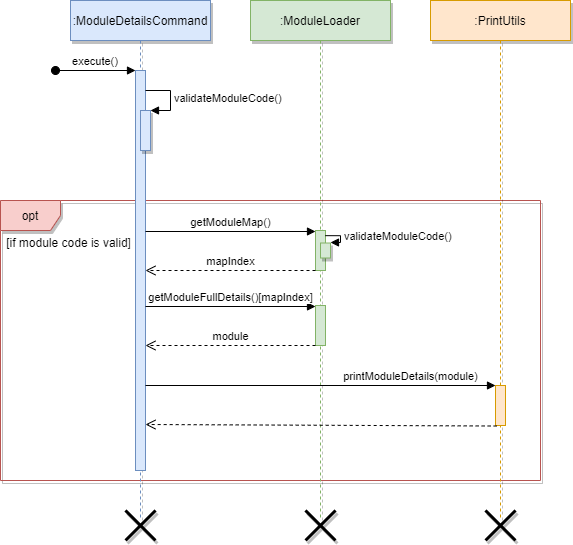 :ModuleDetailsCommand
:ModuleLoader
:PrintUtils
execute()
validateModuleCode()
opt
[if module code is valid]
getModuleMap()
validateModuleCode()
mapIndex
getModuleFullDetails()[mapIndex]
module
printModuleDetails(module)